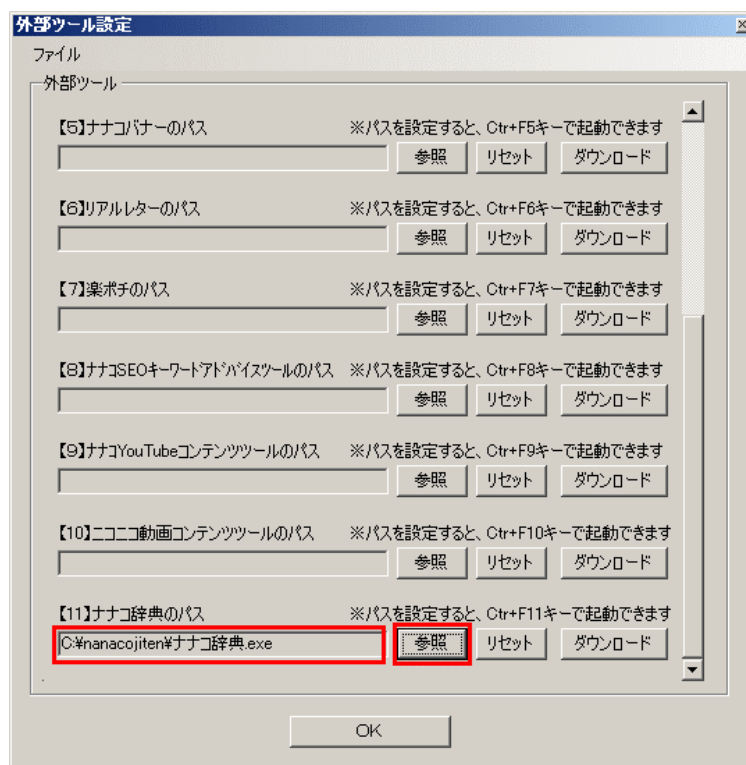 外部ツール設定
ファイル
外部ツール
【5】ナナコバナーのパス ※パスを設定すると、Ctr+F5キーで起動できます
参照 リセット ダウンロード
【6】リアルレターのパス ※パスを設定すると、Ctr+F6キーで起動できます
参照 リセット ダウンロード
【7】楽ポチのパス ※パスを設定すると、Ctr+F7キーで起動できます
参照 リセット ダウンロード
【8】ナナコSEOキーワードアドバイスツールのパス ※パスを設定すると、Ctr+F8キーで起動できます
参照 リセット ダウンロード
【9】ナナコYouTubeコンテンツツールのパス ※パスを設定すると、Ctr+F9キーで起動できます
参照 リセット ダウンロード
【10】ニコニコ動画コンテンツツールのパス ※パスを設定すると、Ctr+F10キーで起動できます
参照 リセット ダウンロード
【11】ナナコ辞典のパス ※パスを設定すると、Ctr+F11キーで起動できます
C:¥nanacojiten¥ナナコ辞典.exe 参照 リセット ダウンロード
OK